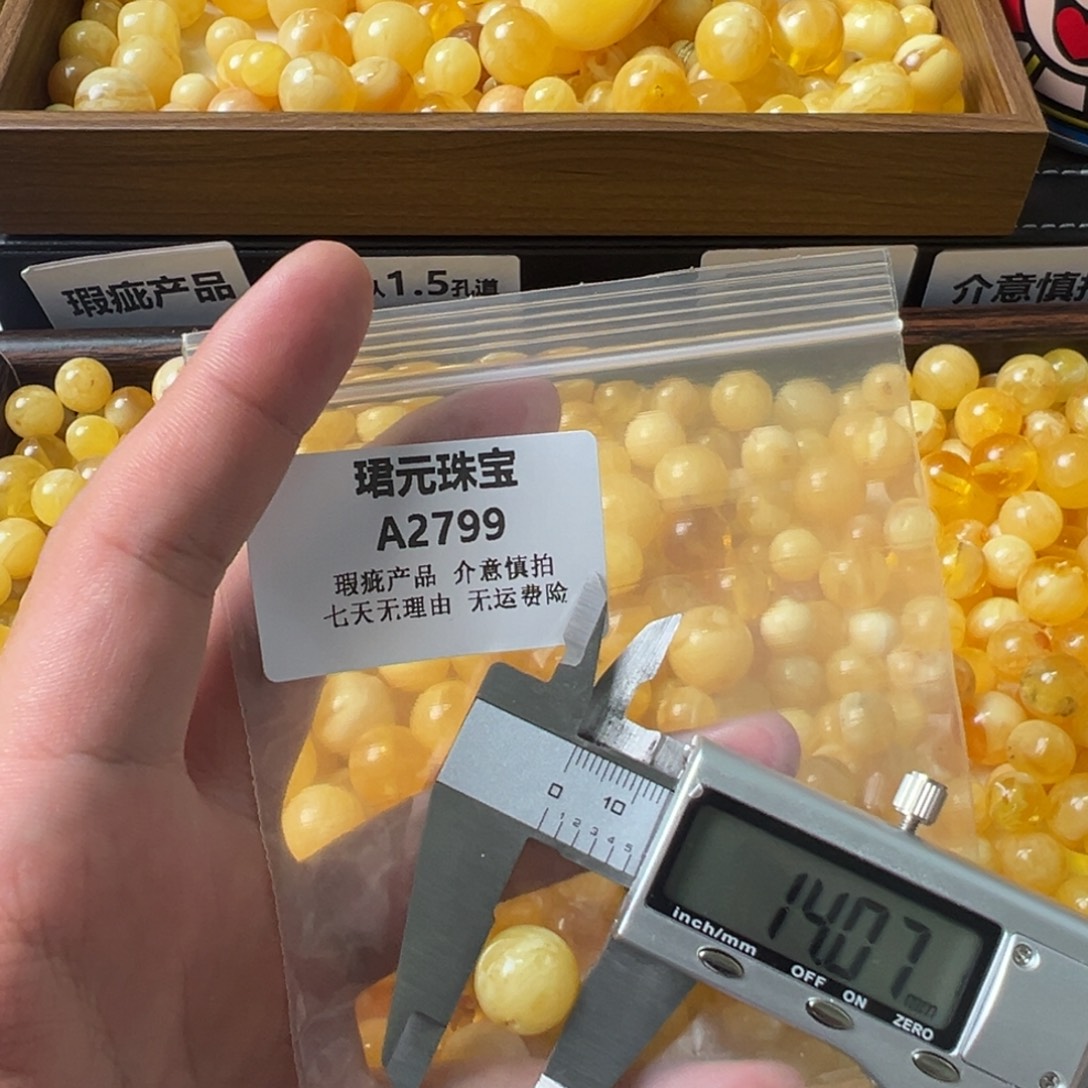 瑕疵产品
1.5孔道
介意慎
珺元珠宝
A2799
瑕疵产品 介意慎拍
七天无理由 无运费险
0 10
1 2 3 4 5
14.07
mm
inch/mm
OFF ON
ZERO